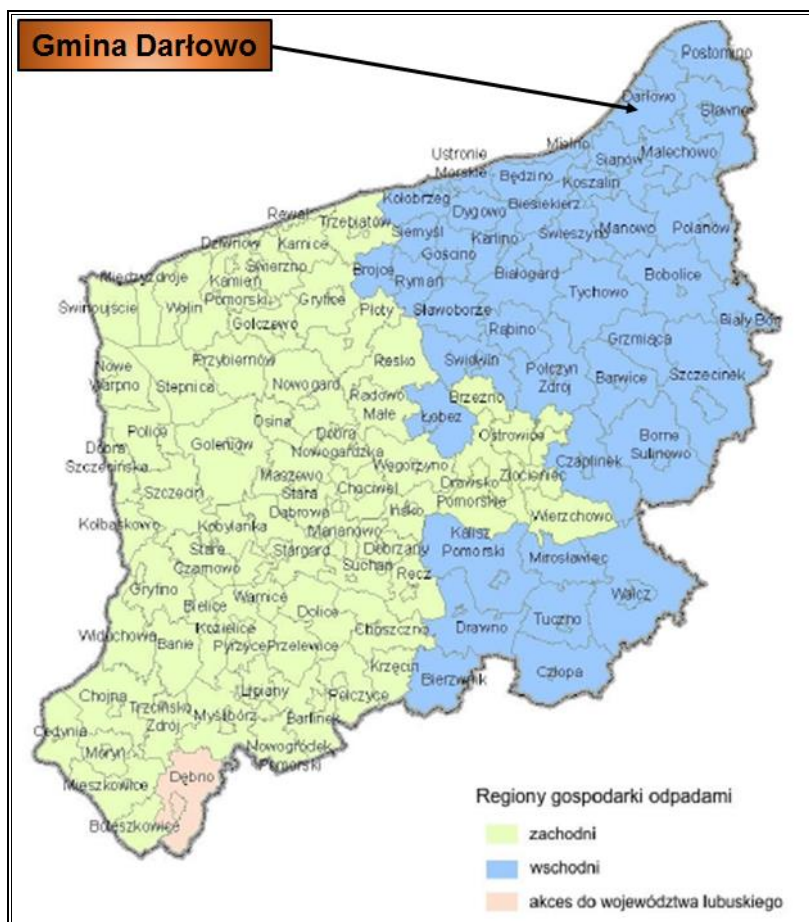 Gmina Darłowo
Postomino
Darłowo
Sławno
Mielno
Sianów
Malechowo
Ustronie
Morskie
Będzino
Koszalin
Kołobrzeg
Dygowo
Biesiekierz
Rewal
Trzebiatów
Siemyśl
Karlino
Świeszyno
Manowo
Polanów
Dziwnów
Karnice
Gościno
Świerzno
Brojce
Rymań
Białogard
Bobolice
Międzyzdroje
Kamień
Pomorski
Gryfice
Tychowo
Świnoujście
Wolin
Golczewo
Płoty
Sławoborze
Rąbino
Grzmiąca
Biały Bór
Przybiernów
Resko
Świdwin
Połczyn
Zdrój
Barwice
Szczecinek
Nowe
Warpno
Stepnica
Nowogard
Radowo
Małe
Łobez
Brzeżno
Police
Osina
Dobra
Nowogardzka
Ostrowice
Borne
Sulinowo
Dobra
Szczecińska
Goleniów
Węgorzyno
Złocieniec
Czaplinek
Maszewo
Szczecin
Stara
Dąbrowa
Chociwel
Drawsko
Pomorskie
Kołbaskowo
Kobylanka
Marianowo
Ińsko
Wierzchowo
Stare
Czarnowo
Stargard
Dobrzany
Kalisz
Pomorski
Mirosławiec
Suchań
Recz
Gryfino
Bielice
Warnice
Dolice
Wałcz
Widuchowa
Banie
Kozielice
Pyrzyce
Przelewice
Choszczno
Drawno
Tuczno
Krzęcin
Bierzwnik
Człopa
Chojna
Trzcińsko
Zdrój
Lipiany
Pełczyce
Myślibórz
Barlinek
Cedynia
Moryń
Nowogródek
Pomorski
Mieszkowice
Dębno
Boleszkowice
Regiony gospodarki odpadami
zachodni
wschodni
akces do województwa lubuskiego